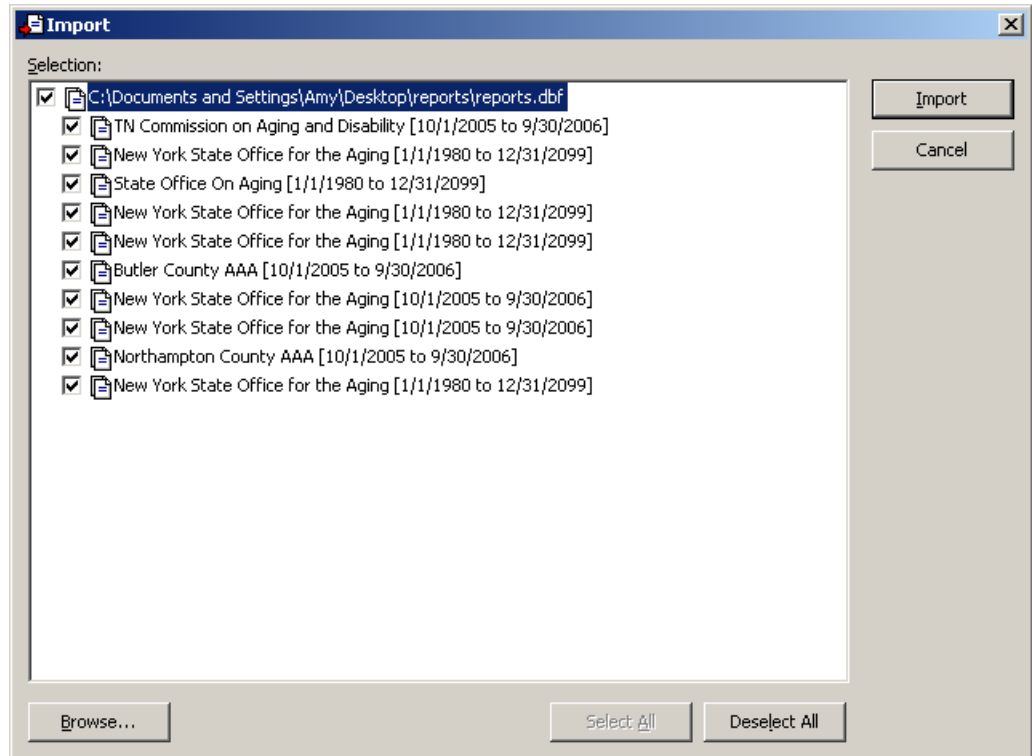 Import
Selection:
C:\Documents and Settings\Amy\Desktop\reports\reports.dbf
TN Commission on Aging and Disability [10/1/2005 to 9/30/2006]
New York State Office for the Aging [1/1/1980 to 12/31/2099]
State Office On Aging [1/1/1980 to 12/31/2099]
New York State Office for the Aging [1/1/1980 to 12/31/2099]
New York State Office for the Aging [1/1/1980 to 12/31/2099]
Butler County AAA [10/1/2005 to 9/30/2006]
New York State Office for the Aging [10/1/2005 to 9/30/2006]
New York State Office for the Aging [10/1/2005 to 9/30/2006]
Northampton County AAA [10/1/2005 to 9/30/2006]
New York State Office for the Aging [1/1/1980 to 12/31/2099]
Import
Cancel
Browse...
Select All
Deselect All